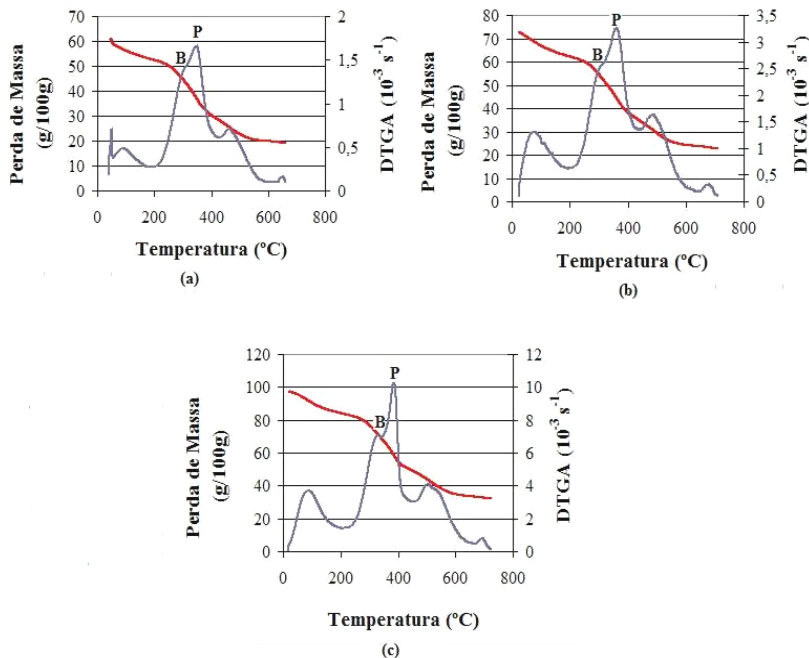 70
60
50
40
30
20
10
0
2
1,5
1
0,5
0
0 200 400 600 800
B
P
Perda de Massa
(g/100g)
DTGA (10⁻³ s⁻¹)
Temperatura (ºC)
(a)
80
70
60
50
40
30
20
10
0
3,5
3
2,5
2
1,5
1
0,5
0
0 200 400 600 800
B
P
Perda de Massa
(g/100g)
DTGA (10⁻³ s⁻¹)
Temperatura (ºC)
(b)
120
100
80
60
40
20
0
12
10
8
6
4
2
0
0 200 400 600 800
B
P
Perda de Massa
(g/100g)
DTGA (10⁻³ s⁻¹)
Temperatura (ºC)
(c)